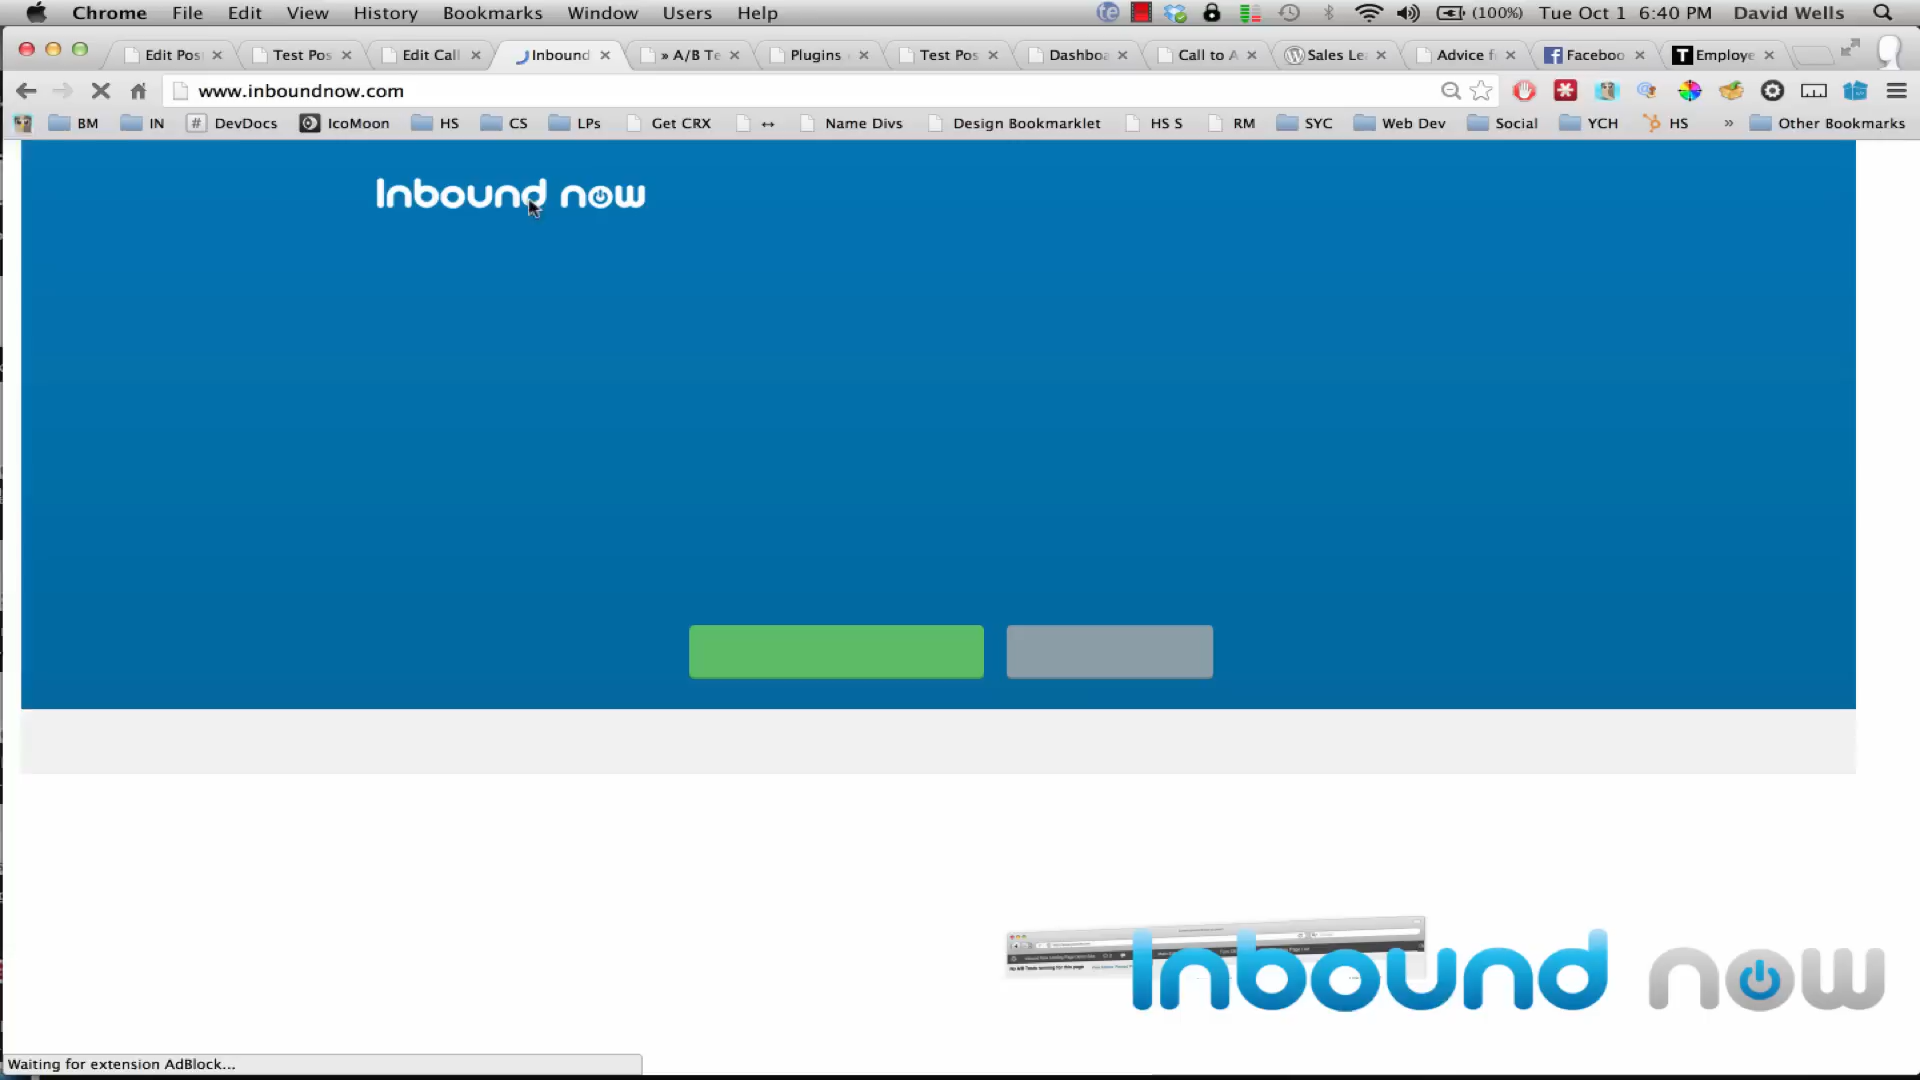 Chrome File Edit View History Bookmarks Window Users Help (100%) Tue Oct 1 6:40 PM David Wells
Edit Pos Test Pos Edit Call Inbound » A/B Te Plugins Test Pos Dashboa Call to A Sales Le Advice f Faceboo Employe
www.inboundnow.com
BM IN DevDocs IcoMoon HS CS LPs Get CRX ↔ Name Divs Design Bookmarklet HS S RM SYC Web Dev Social YCH HS » Other Bookmarks
Inbound now
Inbound now
Waiting for extension AdBlock...